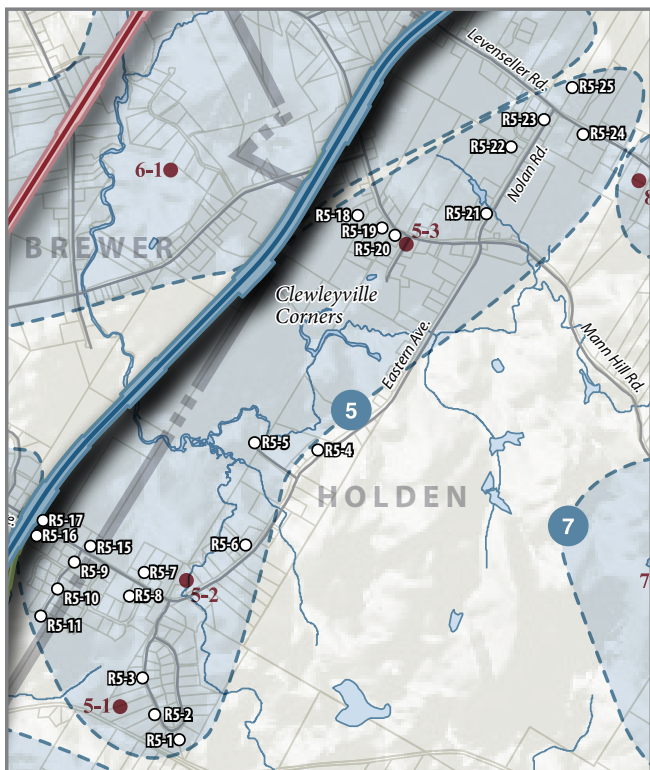 Levenseller Rd.
R5-25
R5-23
R5-24
R5-22
6-1
Nolan Rd.
8
R5-18
R5-21
R5-19
5-3
R5-20
BREWER
Clewleyville
Corners
Eastern Ave.
Mann Hill Rd.
5
R5-5
R5-4
HOLDEN
7
R5-17
R5-16
R5-15
R5-6
R5-9
R5-7
7
R5-10
R5-8
5-2
R5-11
R5-3
5-1
R5-2
R5-1